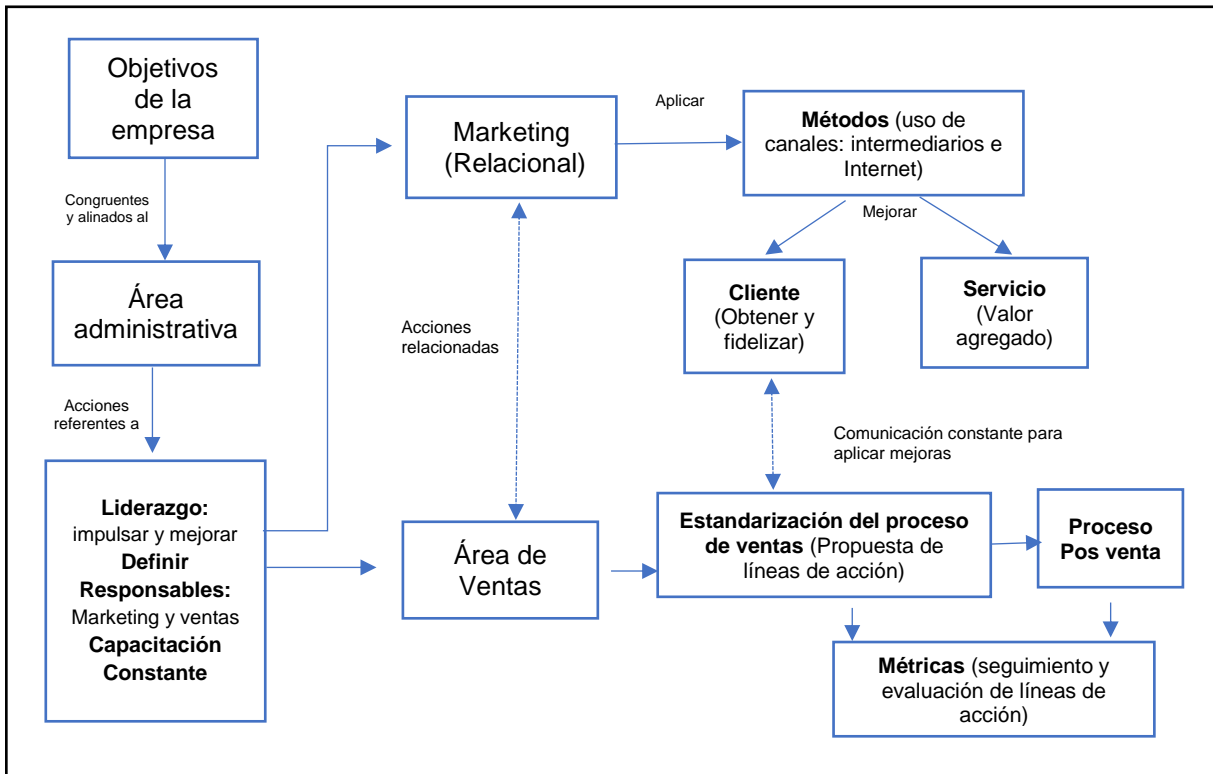 Objetivos
de la
empresa
Congruentes
y alinados al
Área
administrativa
Acciones
referentes a
Liderazgo:
impulsar y mejorar
Definir
Responsables:
Marketing y ventas
Capacitación
Constante
Marketing
(Relacional)
Acciones
relacionadas
Área de
Ventas
Aplicar
Métodos (uso de
canales: intermediarios e
Internet)
Mejorar
Cliente
(Obtener y
fidelizar)
Servicio
(Valor
agregado)
Comunicación constante para
aplicar mejoras
Estandarización del proceso
de ventas (Propuesta de
líneas de acción)
Proceso
Pos venta
Métricas (seguimiento y
evaluación de líneas de
acción)